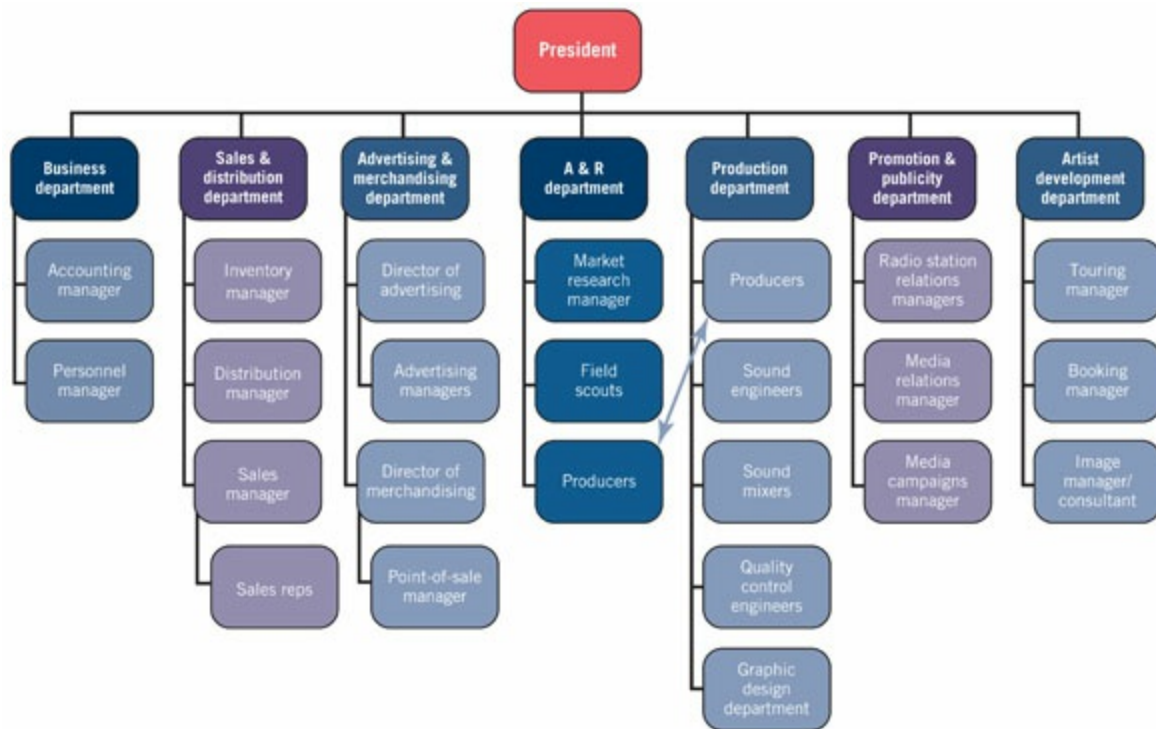 President
Business
department
Accounting
manager
Personnel
manager
Sales &
distribution
department
Inventory
manager
Distribution
manager
Sales
manager
Sales reps
Advertising &
merchandising
department
Director of
advertising
Advertising
managers
Director of
merchandising
Point-of-sale
manager
A & R
department
Market
research
manager
Field
scouts
Producers
Production
department
Producers
Sound
engineers
Sound
mixers
Quality
control
engineers
Graphic
design
department
Promotion &
publicity
department
Radio station
relations
managers
Media
relations
manager
Media
campaigns
manager
Artist
development
department
Touring
manager
Booking
manager
Image
manager/
consultant